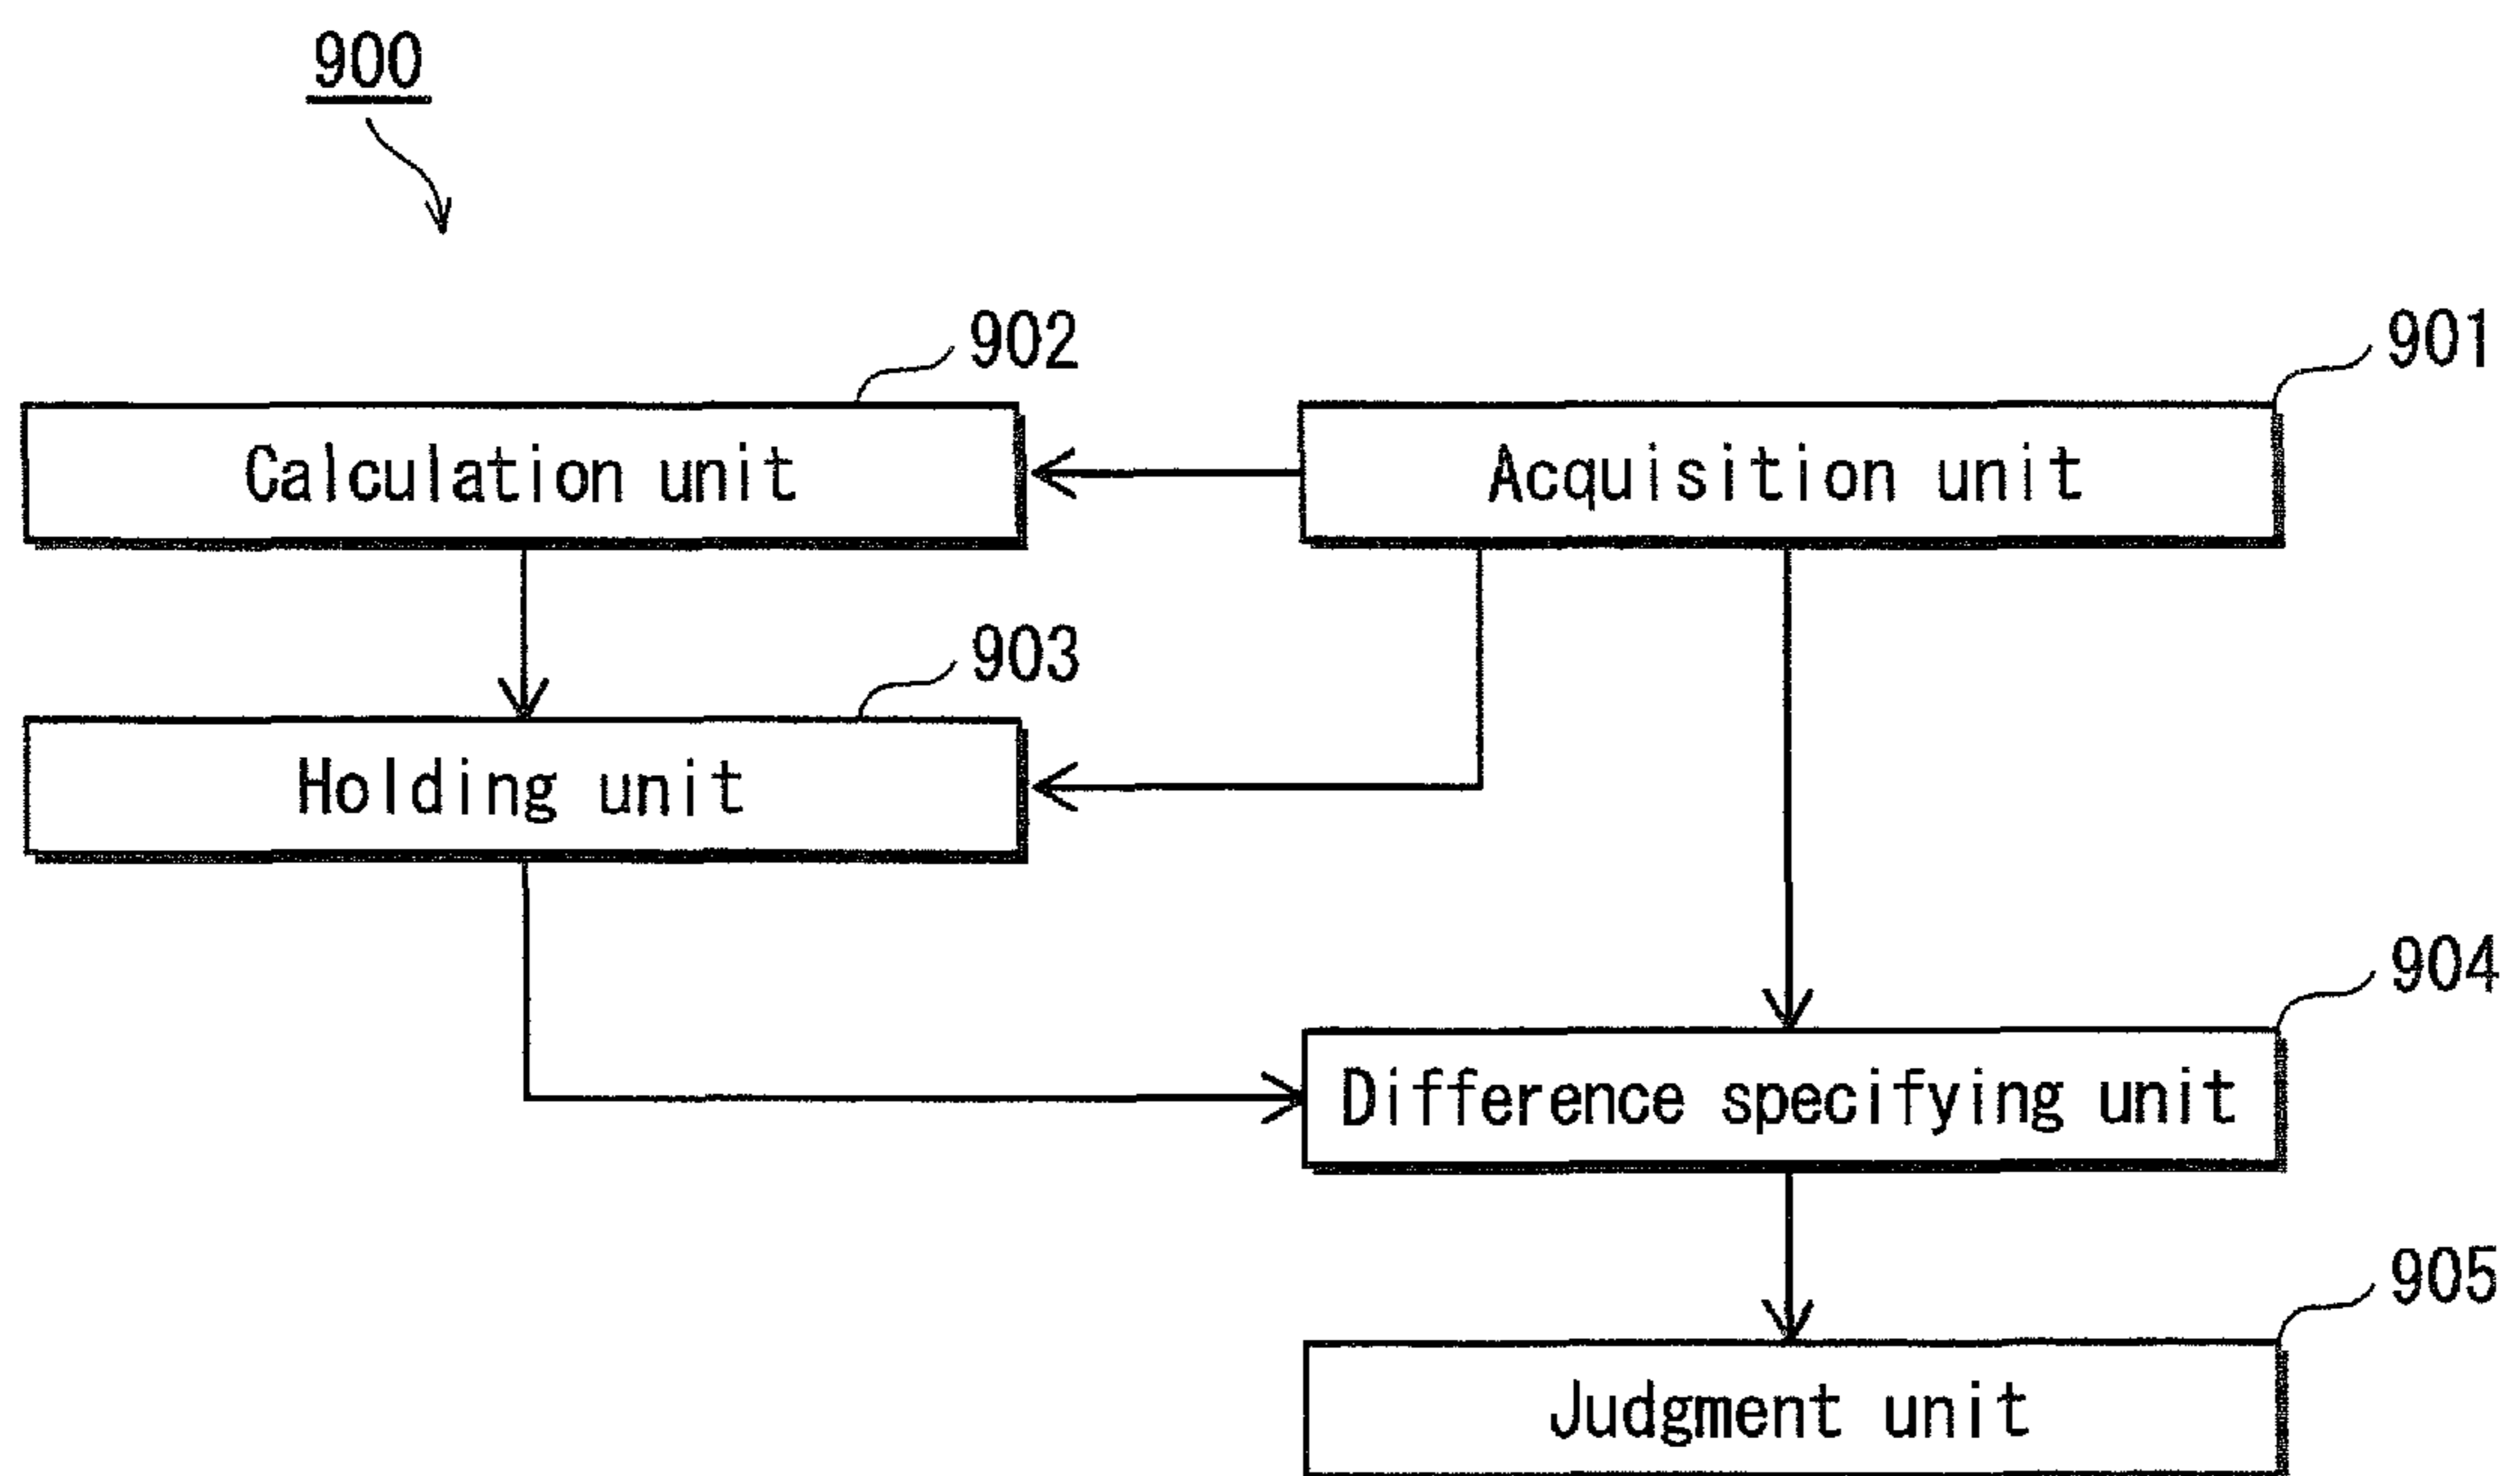 900
902
901
Calculation unit
Acquisition unit
903
Holding unit
904
Difference specifying unit
905
Judgment unit